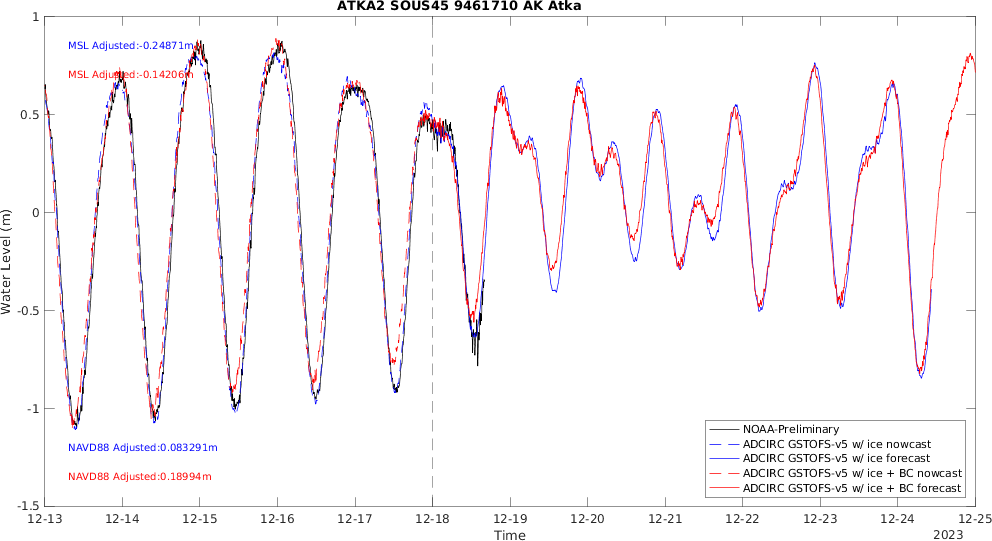 ATKA2 SOUS45 9461710 AK Atka
MSL Adjusted:-0.24871m
MSL Adjusted:-0.14206m
NAVD88 Adjusted:0.083291m
NAVD88 Adjusted:0.18994m
Water Level (m)
1
0.5
0
-0.5
-1
-1.5
NOAA-Preliminary
ADCIRC GSTOFS-v5 w/ ice nowcast
ADCIRC GSTOFS-v5 w/ ice forecast
ADCIRC GSTOFS-v5 w/ ice + BC nowcast
ADCIRC GSTOFS-v5 w/ ice + BC forecast
12-13 12-14 12-15 12-16 12-17 12-18 12-19 12-20 12-21 12-22 12-23 12-24 12-25
Time
2023